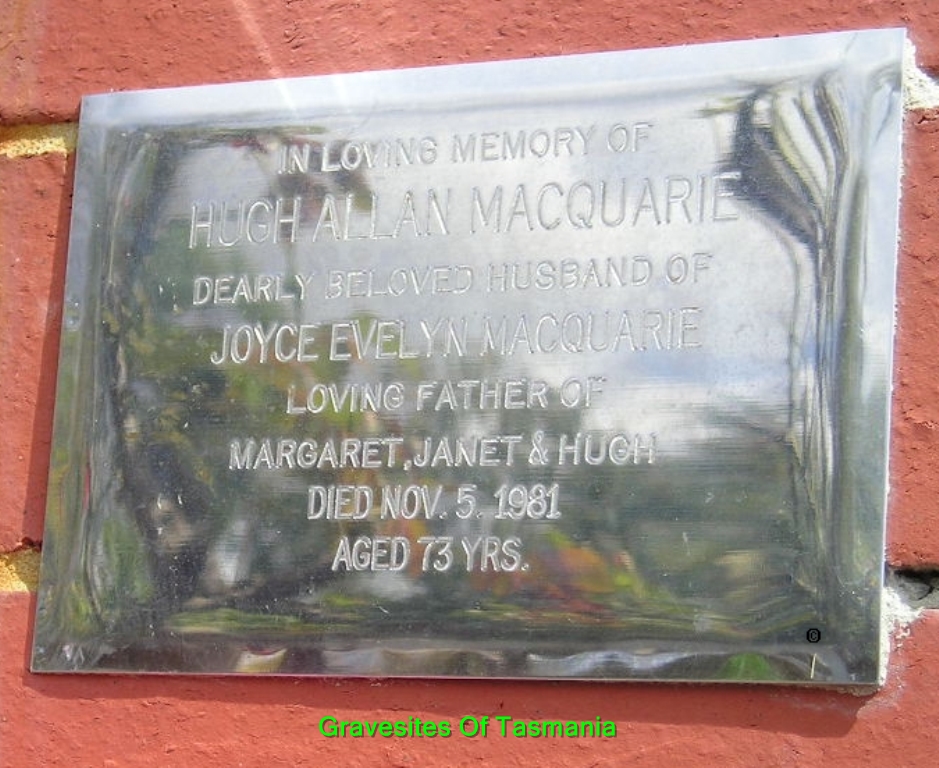 IN LOVING MEMORY OF
HUGH ALLAN MACQUARIE
DEARLY BELOVED HUSBAND OF
JOYCE EVELYN MACQUARIE
LOVING FATHER OF
MARGARET, JANET & HUGH
DIED NOV. 5. 1981
AGED 73 YRS.
©
Gravesites Of Tasmania